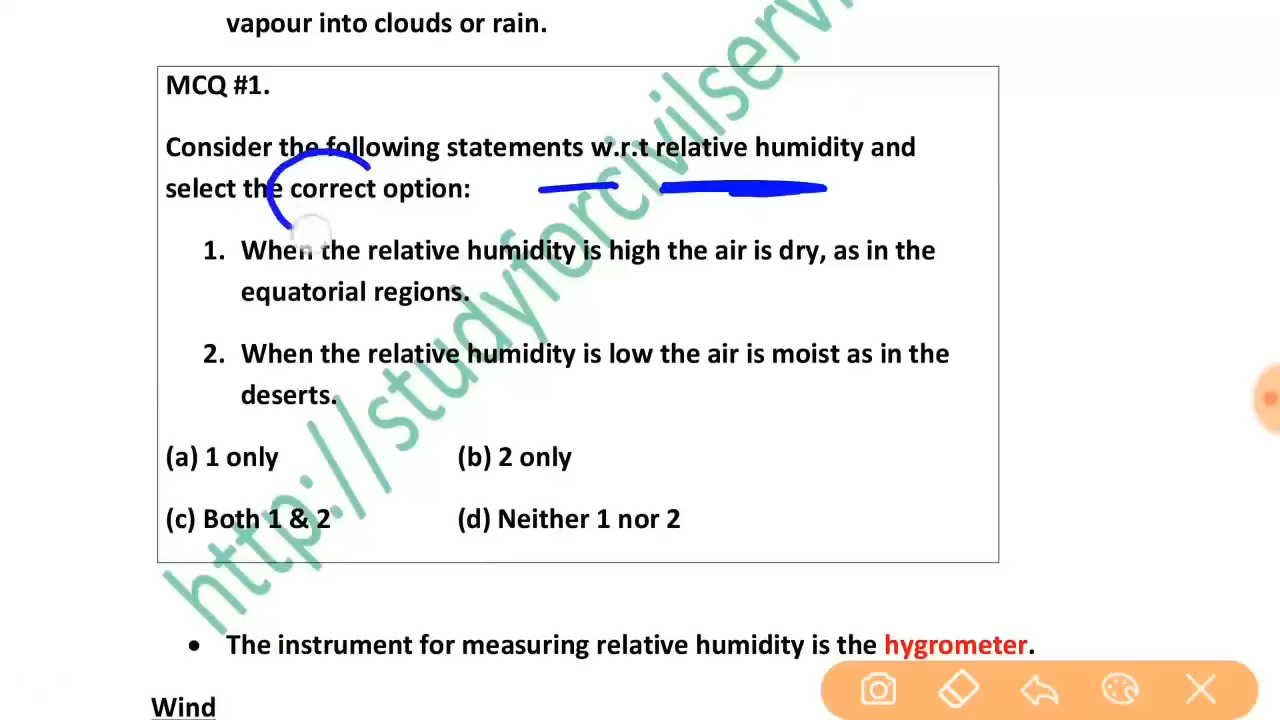 vapour into clouds or rain.
MCQ #1.
Consider the following statements w.r.t relative humidity and
select the correct option:
1. When the relative humidity is high the air is dry, as in the
equatorial regions.
2. When the relative humidity is low the air is moist as in the
deserts.
(a) 1 only (b) 2 only
(c) Both 1 & 2 (d) Neither 1 nor 2
http://studyforcivilserv
• The instrument for measuring relative humidity is the hygrometer.
Wind